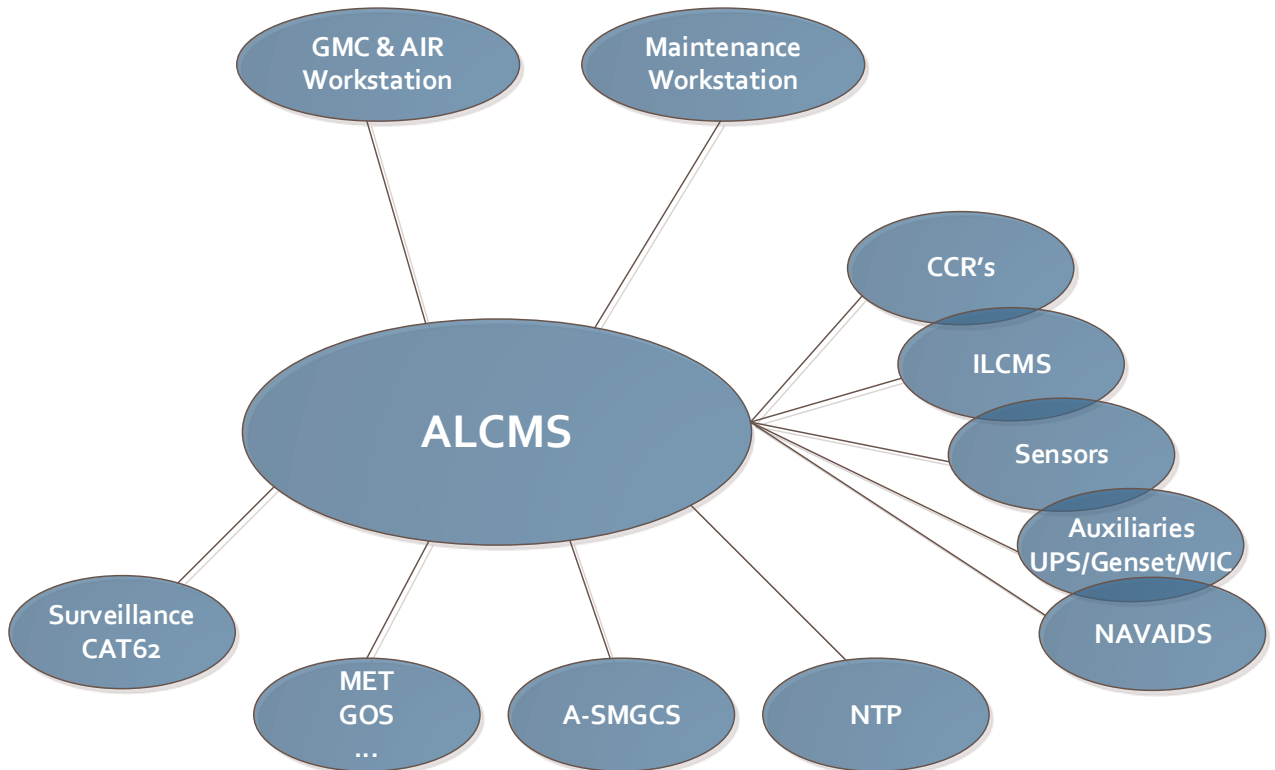 GMC & AIR
Workstation
Maintenance
Workstation
CCR's
ILCMS
ALCMS
Sensors
Auxiliaries
UPS/Genset/WIC
NAVAIDS
Surveillance
CAT62
MET
GOS
...
A-SMGCS
NTP